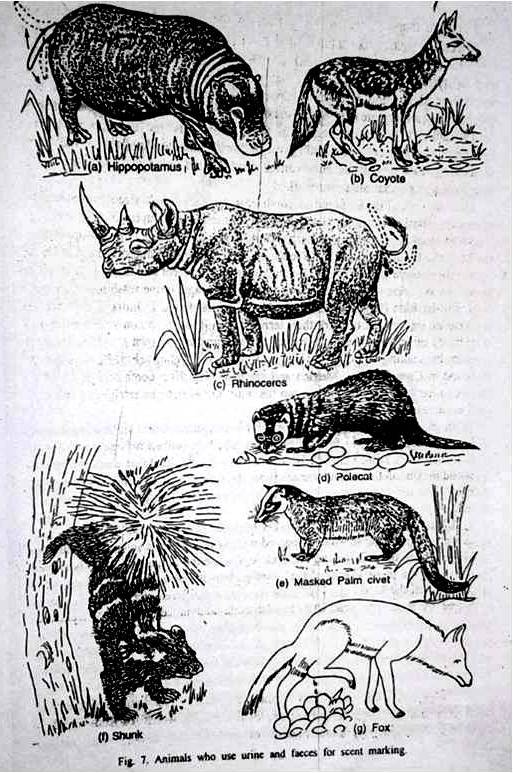 (a) Hippopotamus
(b) Coyote
(c) Rhinoceros
(d) Polecat
(e) Masked Palm civet
(f) Shunk
(g) Fox
Fig. 7. Animals who use urine and faeces for scent marking.